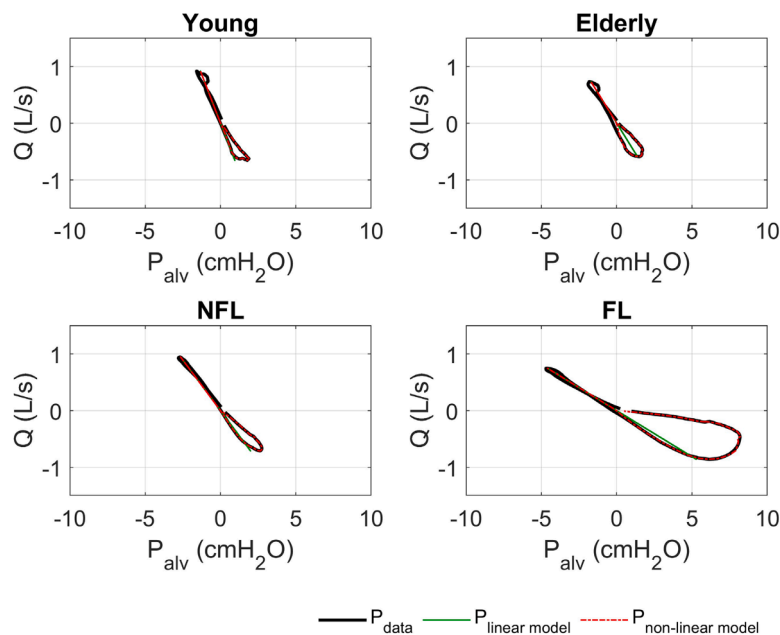 Young
Elderly
1
0
-1
Q (L/s)
-10 -5 0 5 10
P_alv (cmH_2O)
1
0
-1
Q (L/s)
-10 -5 0 5 10
P_alv (cmH_2O)
NFL
FL
1
0
-1
Q (L/s)
-10 -5 0 5 10
P_alv (cmH_2O)
1
0
-1
Q (L/s)
-10 -5 0 5 10
P_alv (cmH_2O)
P_data P_linear model P_non-linear model